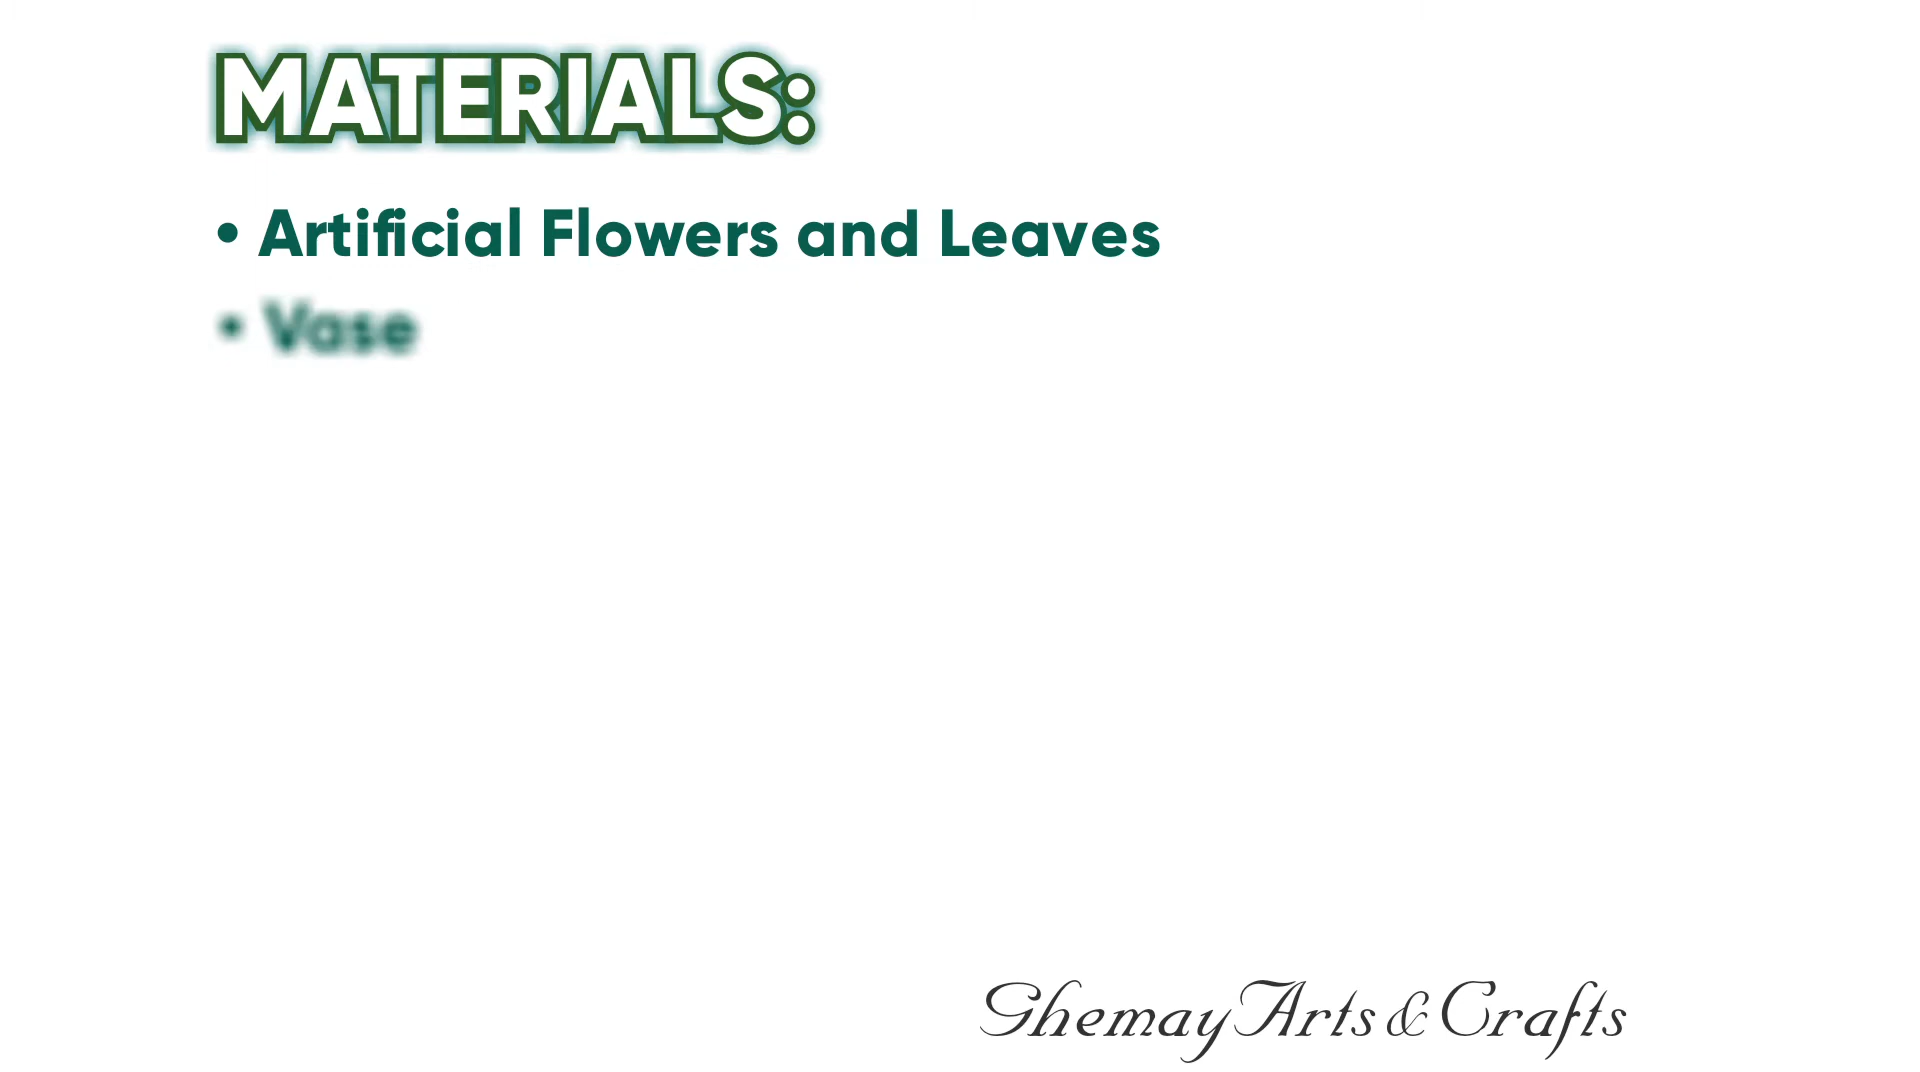 MATERIALS:
• Artificial Flowers and Leaves
• Vase
Ghemay Arts & Crafts